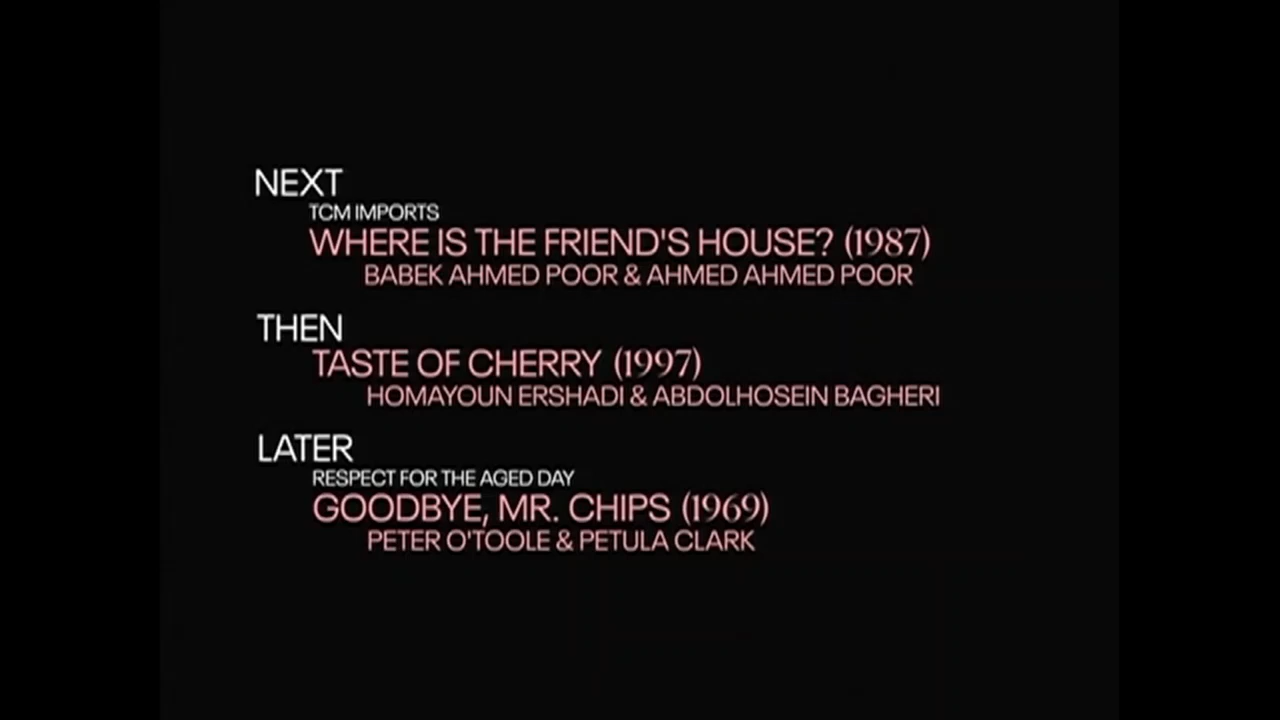 NEXT
TCM IMPORTS
WHERE IS THE FRIEND'S HOUSE? (1987)
BABEK AHMED POOR & AHMED AHMED POOR
THEN
TASTE OF CHERRY (1997)
HOMAYOUN ERSHADI & ABDOLHOSEIN BAGHERI
LATER
RESPECT FOR THE AGED DAY
GOODBYE, MR. CHIPS (1969)
PETER O'TOOLE & PETULA CLARK